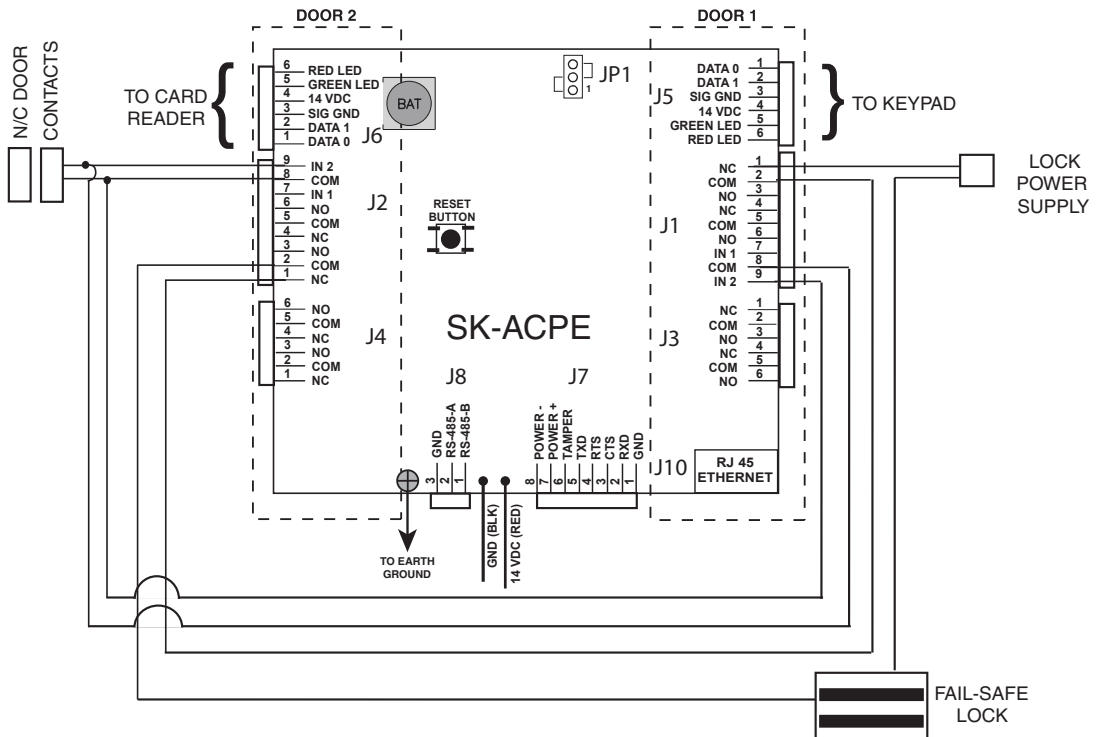 DOOR 2
DOOR 1
N/C DOOR
CONTACTS
TO CARD
READER
6 RED LED
5 GREEN LED
4 14 VDC
3 SIG GND
2 DATA 1
1 DATA 0
J6
BAT
JP1
1
J5
DATA 0 1
DATA 1 2
SIG GND 3
14 VDC 4
GREEN LED 5
RED LED 6
TO KEYPAD
9 IN 2
8 COM
7 IN 1
6 NO
5 COM
4 NC
3 NO
2 COM
1 NC
J2
RESET
BUTTON
J1
NC 1
COM 2
NO 3
NC 4
COM 5
NO 6
IN 1 7
COM 8
IN 2 9
LOCK
POWER
SUPPLY
6 NO
5 COM
4 NC
3 NO
2 COM
1 NC
J4
SK-ACPE
J3
NC 1
COM 2
NO 3
NC 4
COM 5
NO 6
J8
GND 3
RS-485-A 2
RS-485-B 1
J7
POWER - 8
POWER + 7
TAMPER 6
TXD 5
RTS 4
CTS 3
RXD 2
GND 1
J10
RJ 45
ETHERNET
TO EARTH
GROUND
GND (BLK)
14 VDC (RED)
FAIL-SAFE
LOCK